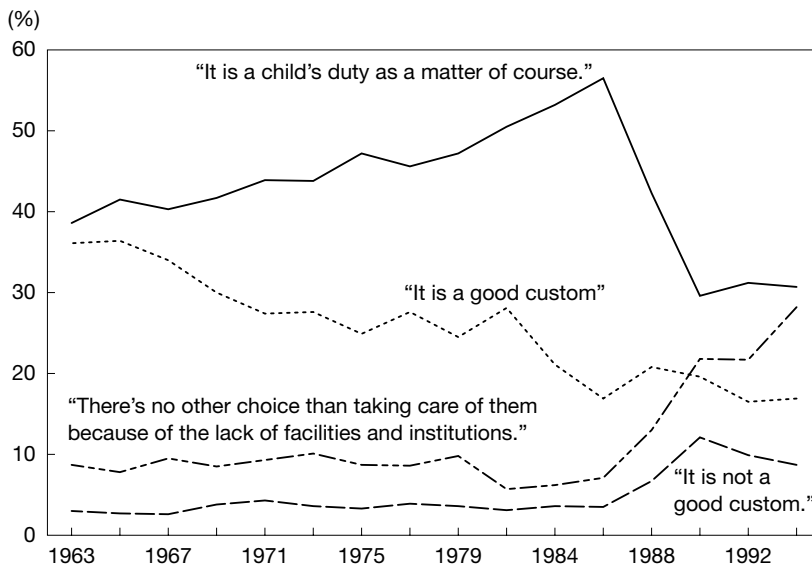 (%)
60
“It is a child’s duty as a matter of course.”
50
40
“It is a good custom”
30
20
“There’s no other choice than taking care of them
because of the lack of facilities and institutions.”
10
“It is not a
good custom.”
0
1963 1967 1971 1975 1979 1984 1988 1992